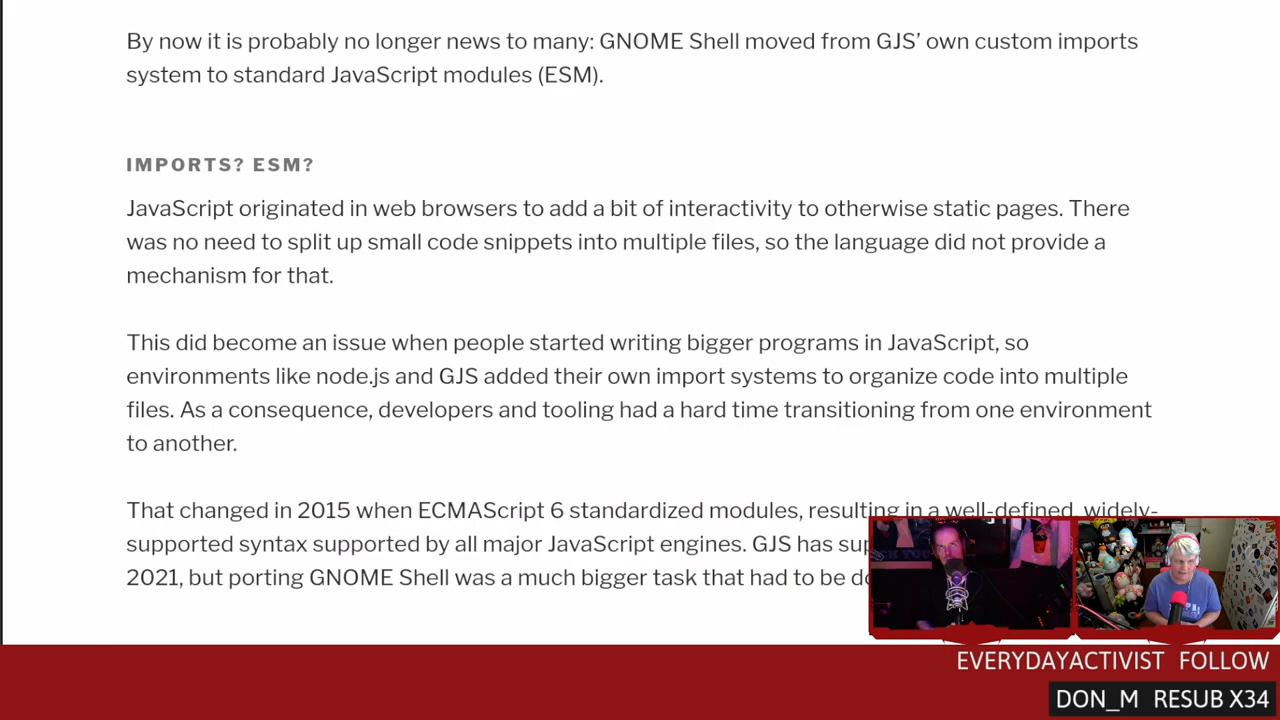 By now it is probably no longer news to many: GNOME Shell moved from GJS’ own custom imports
system to standard JavaScript modules (ESM).
IMPORTS? ESM?
JavaScript originated in web browsers to add a bit of interactivity to otherwise static pages. There
was no need to split up small code snippets into multiple files, so the language did not provide a
mechanism for that.
This did become an issue when people started writing bigger programs in JavaScript, so
environments like node.js and GJS added their own import systems to organize code into multiple
files. As a consequence, developers and tooling had a hard time transitioning from one environment
to another.
That changed in 2015 when ECMAScript 6 standardized modules, resulting in a well-defined, widely-
supported syntax supported by all major JavaScript engines. GJS has
2021, but porting GNOME Shell was a much bigger task that had to be
EVERYDAYACTIVIST FOLLOW
DON_M RESUB X34